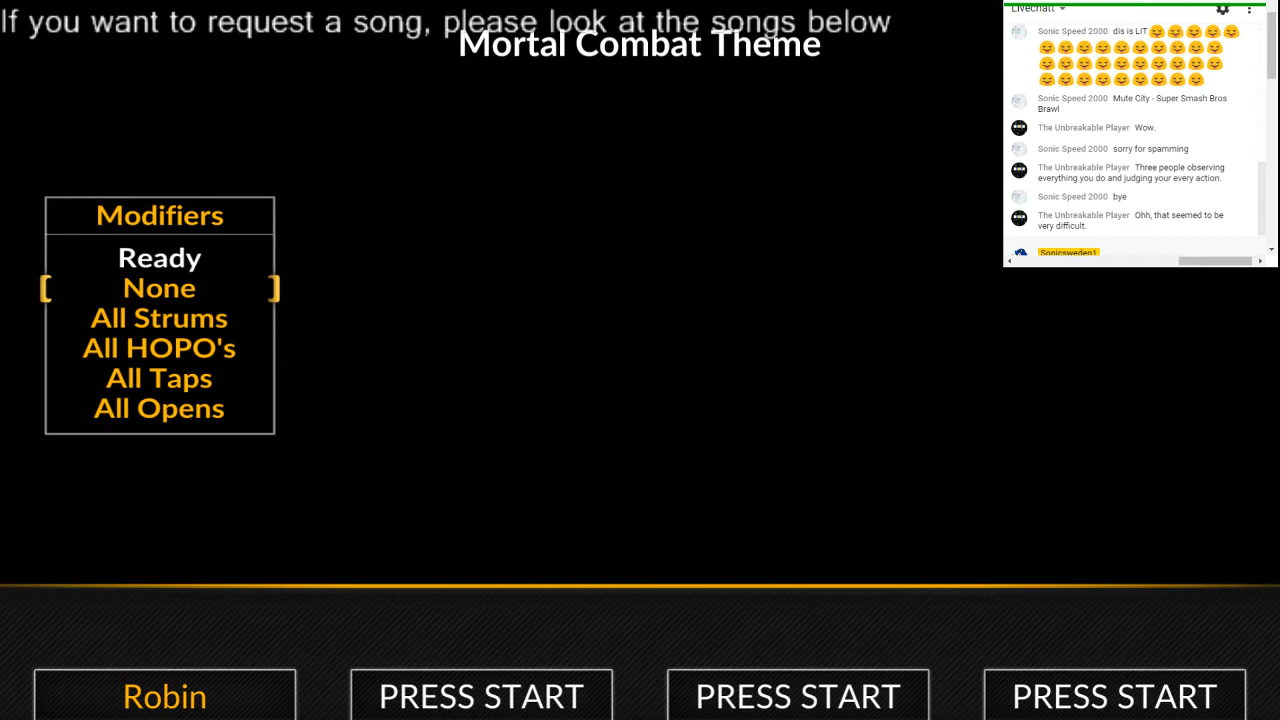 If you want to request a song, please look at the songs below
Mortal Combat Theme
Livechatt
Sonic Speed 2000 dis is LIT
Sonic Speed 2000 Mute City - Super Smash Bros
Brawl
The Unbreakable Player Wow.
Sonic Speed 2000 sorry for spamming
The Unbreakable Player Three people observing
everything you do and judging your every action.
Sonic Speed 2000 bye
The Unbreakable Player Ohh, that seemed to be
very difficult.
Sonicsweden1
Modifiers
Ready
None
All Strums
All HOPO's
All Taps
All Opens
Robin
PRESS START
PRESS START
PRESS START